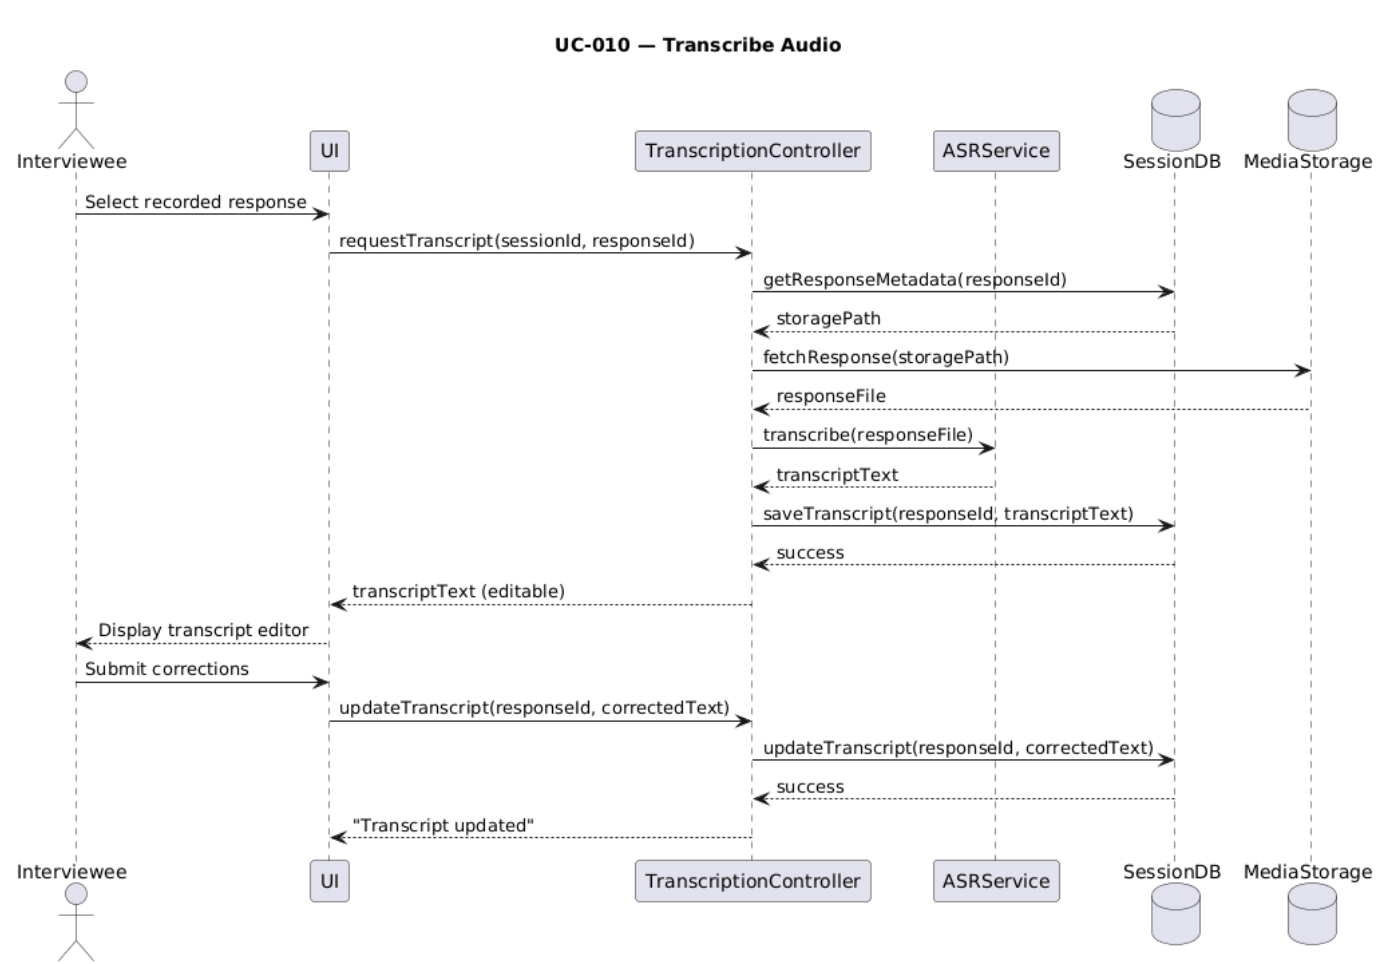 UC-010 — Transcribe Audio
Interviewee
UI
TranscriptionController
ASRService
SessionDB
MediaStorage
Select recorded response
requestTranscript(sessionId, responseId)
getResponseMetadata(responseId)
storagePath
fetchResponse(storagePath)
responseFile
transcribe(responseFile)
transcriptText
saveTranscript(responseId, transcriptText)
success
transcriptText (editable)
Display transcript editor
Submit corrections
updateTranscript(responseId, correctedText)
updateTranscript(responseId, correctedText)
success
"Transcript updated"
Interviewee
UI
TranscriptionController
ASRService
SessionDB
MediaStorage